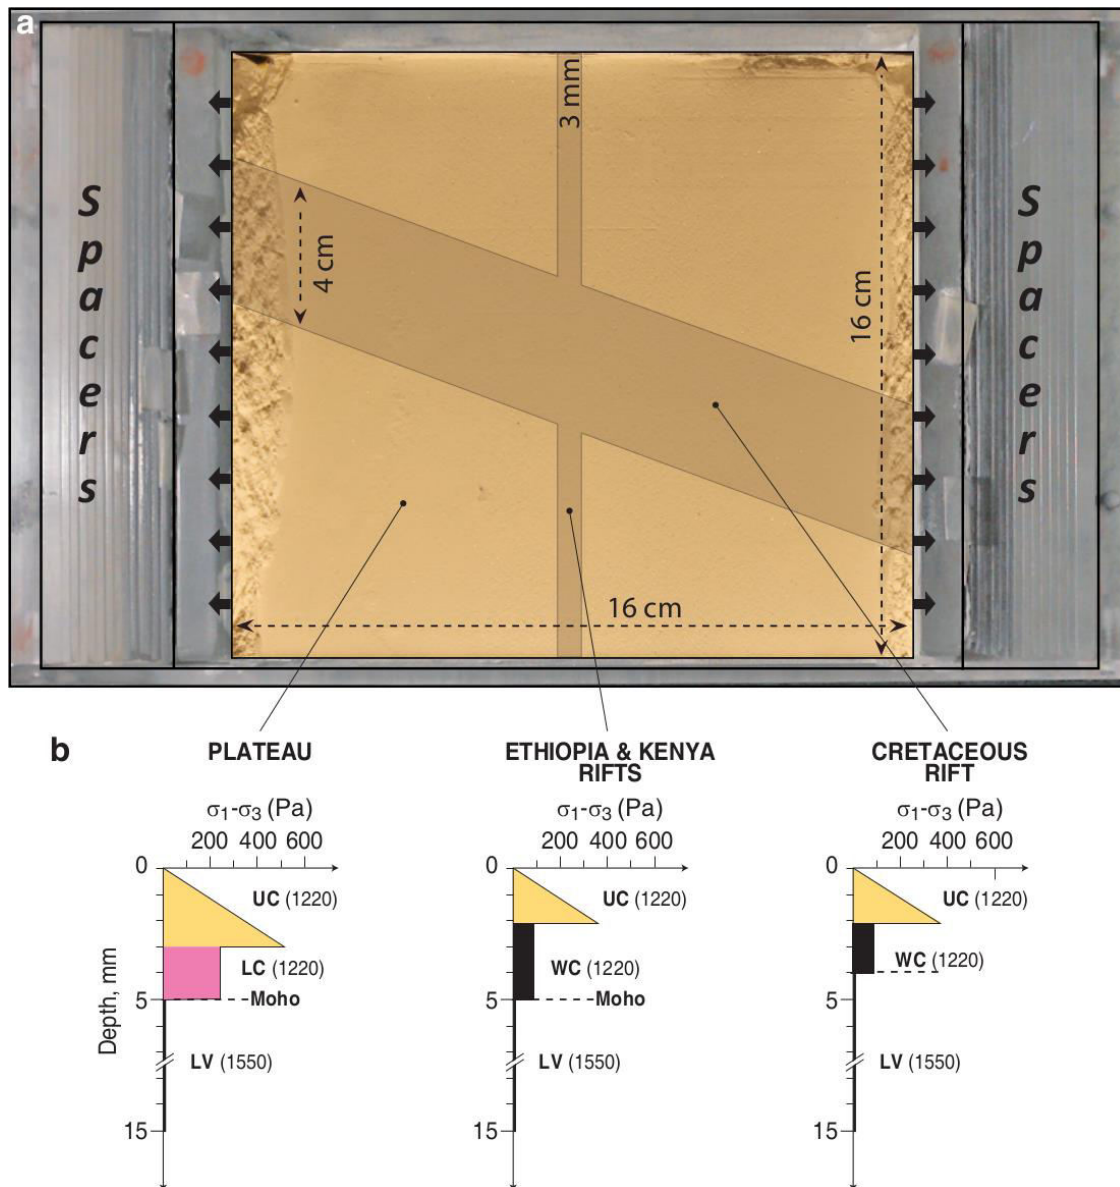 a
Spacers
3 mm
4 cm
16 cm
16 cm
Spacers
b
PLATEAU
σ1-σ3 (Pa)
200 400 600
0
UC (1220)
LC (1220)
Moho
5
Depth, mm
LV (1550)
15
ETHIOPIA & KENYA
RIFTS
σ1-σ3 (Pa)
200 400 600
0
UC (1220)
WC (1220)
Moho
5
LV (1550)
15
CRETACEOUS
RIFT
σ1-σ3 (Pa)
200 400 600
0
UC (1220)
WC (1220)
5
LV (1550)
15